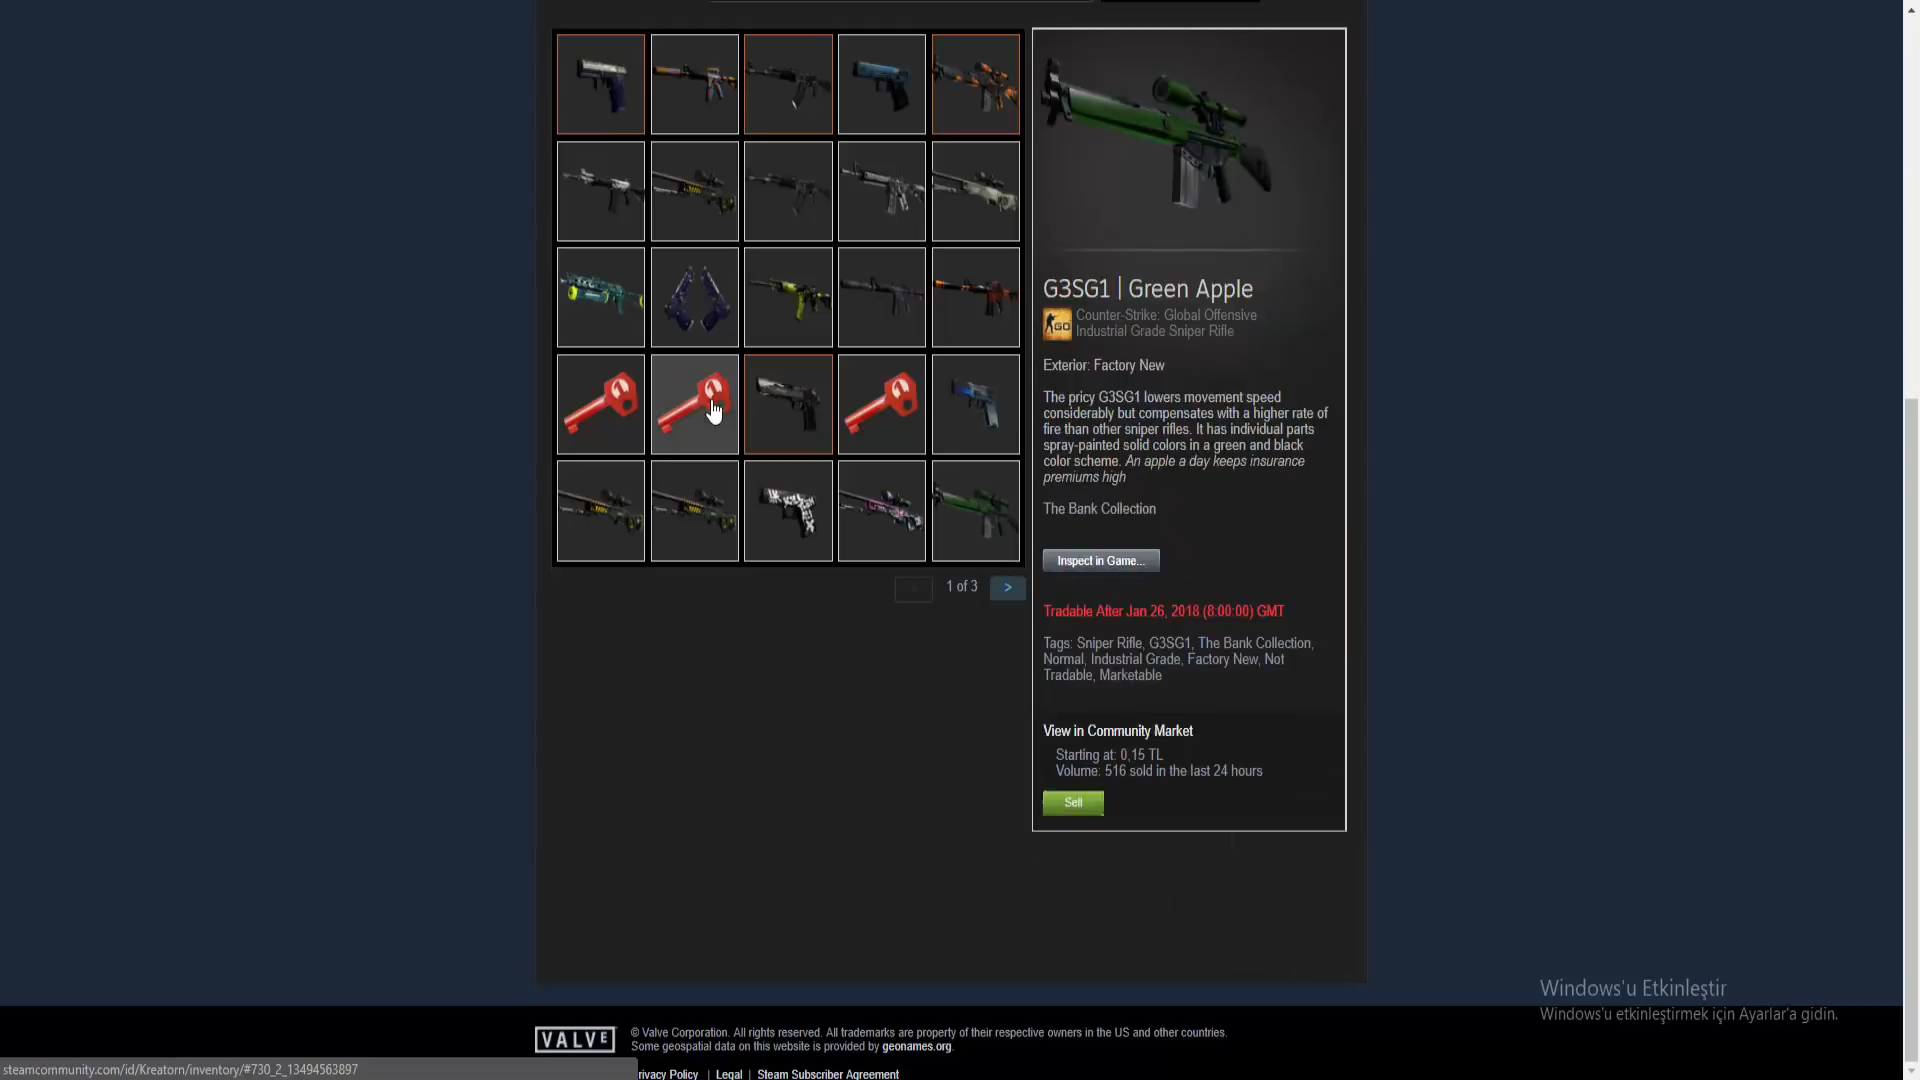 G3SG1 | Green Apple
GO
Counter-Strike: Global Offensive
Industrial Grade Sniper Rifle
Exterior: Factory New
The pricy G3SG1 lowers movement speed
considerably but compensates with a higher rate of
fire than other sniper rifles. It has individual parts
spray-painted solid colors in a green and black
color scheme. An apple a day keeps insurance
premiums high
The Bank Collection
Inspect in Game...
Tradable After Jan 26, 2018 (8:00:00) GMT
Tags: Sniper Rifle, G3SG1, The Bank Collection,
Normal, Industrial Grade, Factory New, Not
Tradable, Marketable
View in Community Market
Starting at: 0,15 TL
Volume: 516 sold in the last 24 hours
Sell
1 of 3 >
Windows'u Etkinleştir
Windows'u etkinleştirmek için Ayarlar'a gidin.
VALVE
© Valve Corporation. All rights reserved. All trademarks are property of their respective owners in the US and other countries.
Some geospatial data on this website is provided by geonames.org.
rivacy Policy | Legal | Steam Subscriber Agreement
steamcommunity.com/id/Kreatorn/inventory/#730_2_13494563897